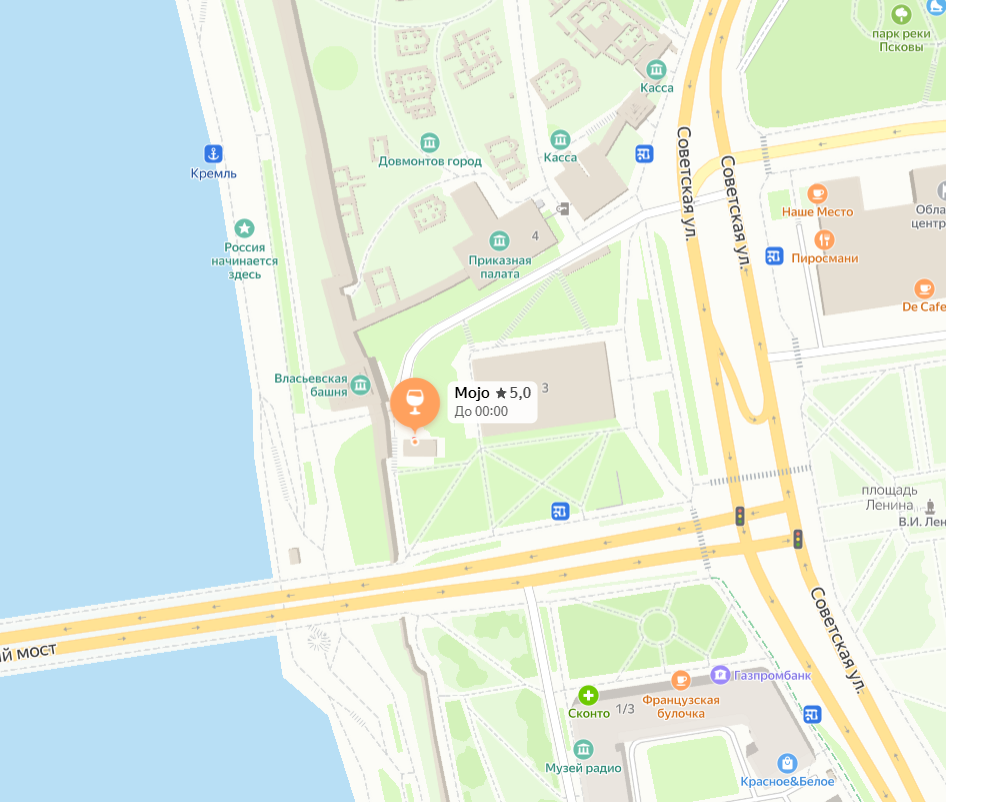 парк реки
Псковы
Касса
Кремль
Довмонтов город
Касса
Советская ул.
Советская ул.
Наше Место
Обла
центр
Россия
начинается
здесь
4
Приказная
палата
Пиросмани
De Cafe
Власьевская
башня
Mojo ★ 5,0
До 00:00
3
площадь
Ленина
В.И. Лен
Советская ул.
ий мост
Газпромбанк
Французская
булочка
Сконто
1/3
Музей радио
Красное&Белое